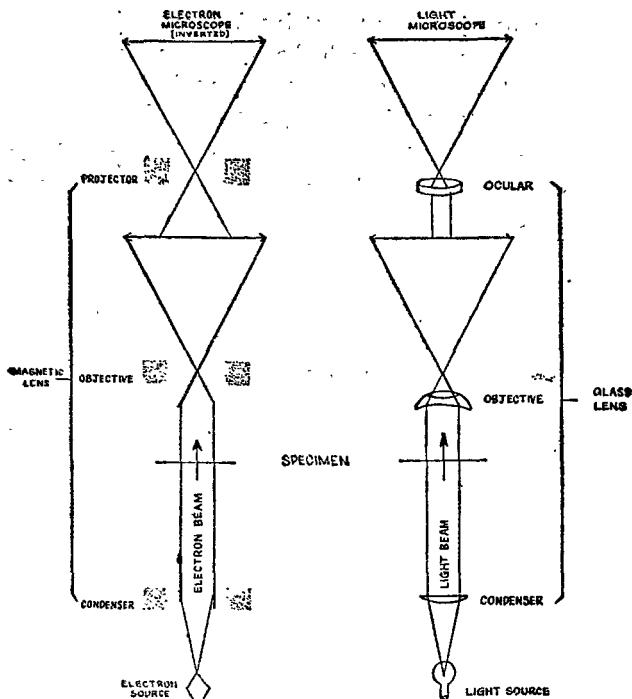 ELECTRON
MICROSCOPE
[INVERTED]
LIGHT
MICROSCOPE
PROJECTOR
OCULAR
MAGNETIC
LENS
OBJECTIVE
OBJECTIVE
GLASS
LENS
SPECIMEN
ELECTRON BEAM
LIGHT BEAM
CONDENSER
CONDENSER
ELECTRON
SOURCE
LIGHT SOURCE